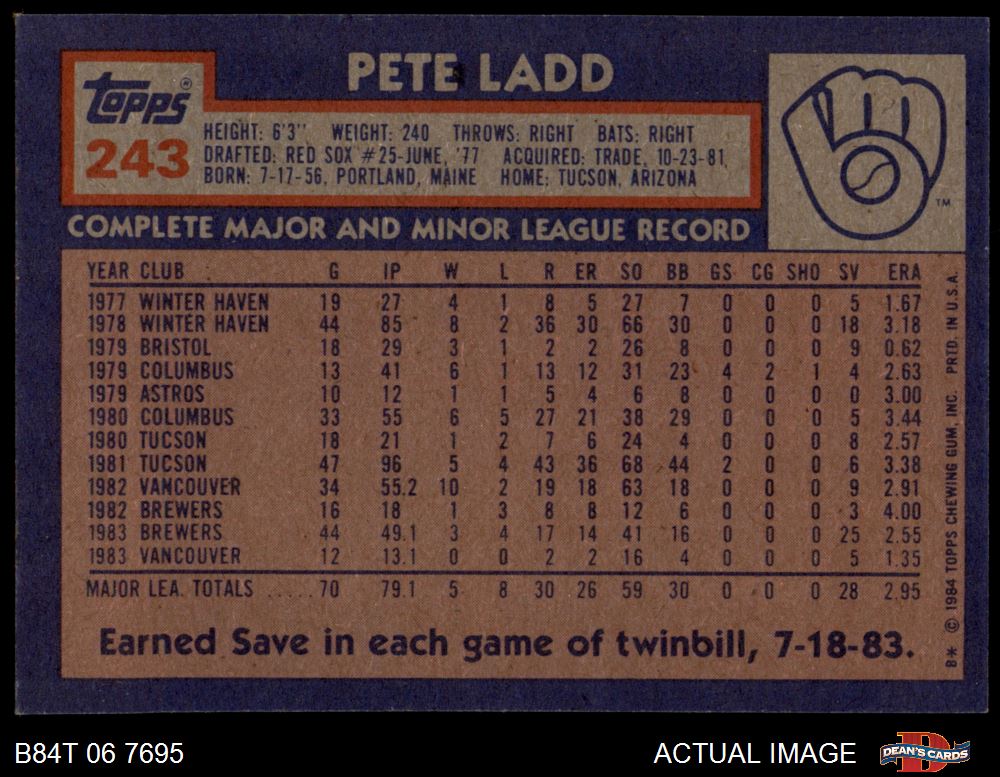 PETE LADD
Topps®
243
HEIGHT: 6'3" WEIGHT: 240 THROWS: RIGHT BATS: RIGHT
DRAFTED: RED SOX #25-JUNE, '77 ACQUIRED: TRADE, 10-23-81
BORN: 7-17-56, PORTLAND, MAINE HOME: TUCSON, ARIZONA
TM
COMPLETE MAJOR AND MINOR LEAGUE RECORD
YEAR CLUB G IP W L R ER SO BB GS CG SHO SV ERA
1977 WINTER HAVEN 19 27 4 1 8 5 27 7 0 0 0 5 1.67
1978 WINTER HAVEN 44 85 8 2 36 30 66 30 0 0 0 18 3.18
1979 BRISTOL 18 29 3 1 2 2 26 8 0 0 0 9 0.62
1979 COLUMBUS 13 41 6 1 13 12 31 23 4 2 1 4 2.63
1979 ASTROS 10 12 1 1 5 4 6 8 0 0 0 0 3.00
1980 COLUMBUS 33 55 6 5 27 21 38 29 0 0 0 5 3.44
1980 TUCSON 18 21 1 2 7 6 24 4 0 0 0 8 2.57
1981 TUCSON 47 96 5 4 43 36 68 44 2 0 0 6 3.38
1982 VANCOUVER 34 55.2 10 2 19 18 63 18 0 0 0 9 2.91
1982 BREWERS 16 18 1 3 8 8 12 6 0 0 0 3 4.00
1983 BREWERS 44 49.1 3 4 17 14 41 16 0 0 0 25 2.55
1983 VANCOUVER 12 13.1 0 0 2 2 16 4 0 0 0 5 1.35
MAJOR LEA. TOTALS ..... 70 79.1 5 8 30 26 59 30 0 0 0 28 2.95
Earned Save in each game of twinbill, 7-18-83.
B* © 1984 TOPPS CHEWING GUM, INC. PRTD. IN U.S.A.
B84T 06 7695
ACTUAL IMAGE
DEAN'S CARDS